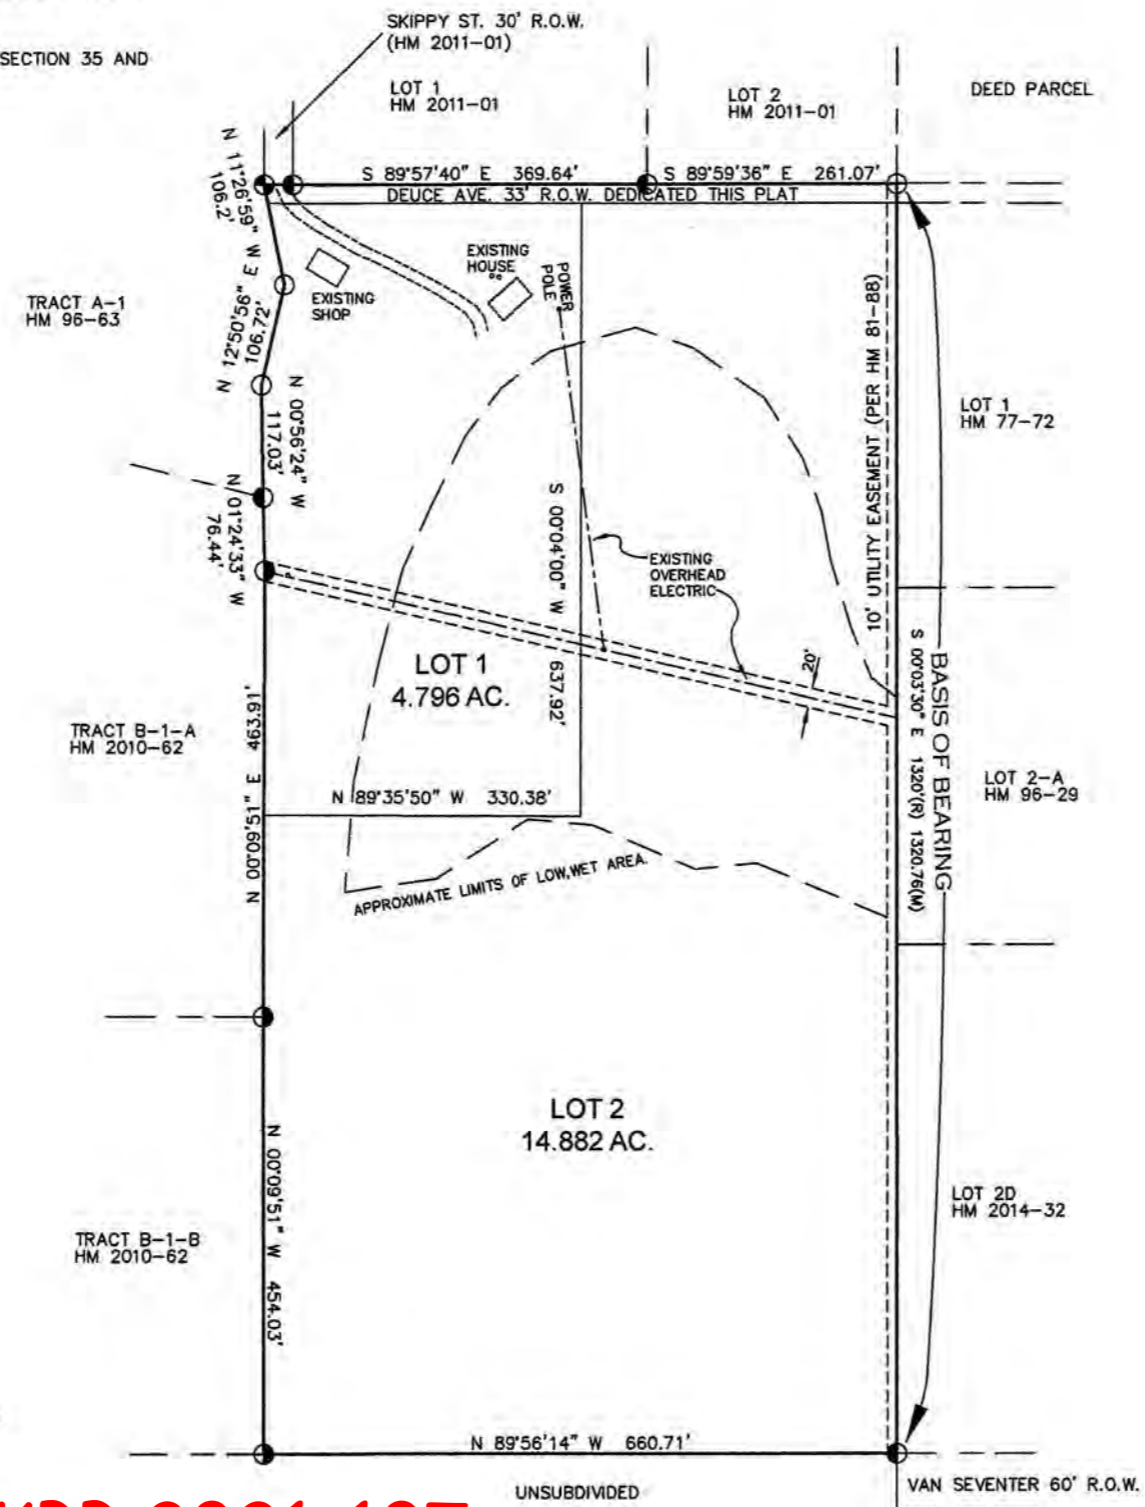 SKIPPY ST. 30' R.O.W.
(HM 2011-01)
SECTION 35 AND
LOT 1
HM 2011-01
LOT 2
HM 2011-01
DEED PARCEL
S 89°57'40" E 369.64'
S 89°59'36" E 261.07'
DEUCE AVE. 33' R.O.W. DEDICATED THIS PLAT
N 11°26'59" W
106.2'
EXISTING
SHOP
EXISTING
HOUSE
POWER
POLE
TRACT A-1
HM 96-63
N 12°50'56" E
106.72'
N 00°56'24" W
117.03'
10' UTILITY EASEMENT (PER HM 81-88)
LOT 1
HM 77-72
N 01°24'33" W
76.44'
S 00°04'00" W 637.92'
EXISTING
OVERHEAD
ELECTRIC
20'
LOT 1
4.796 AC.
BASIS OF BEARING
S 00°03'30" E 1320'(R) 1320.76(M)
TRACT B-1-A
HM 2010-62
N 00°09'51" E 493.91'
LOT 2-A
HM 96-29
N 89°35'50" W 330.38'
APPROXIMATE LIMITS OF LOW,WET AREA.
LOT 2
14.882 AC.
N 00°09'51" W 454.03'
TRACT B-1-B
HM 2010-62
LOT 2D
HM 2014-32
N 89°56'14" W 660.71'
UNSUBDIVIDED
VAN SEVENTER 60' R.O.W.